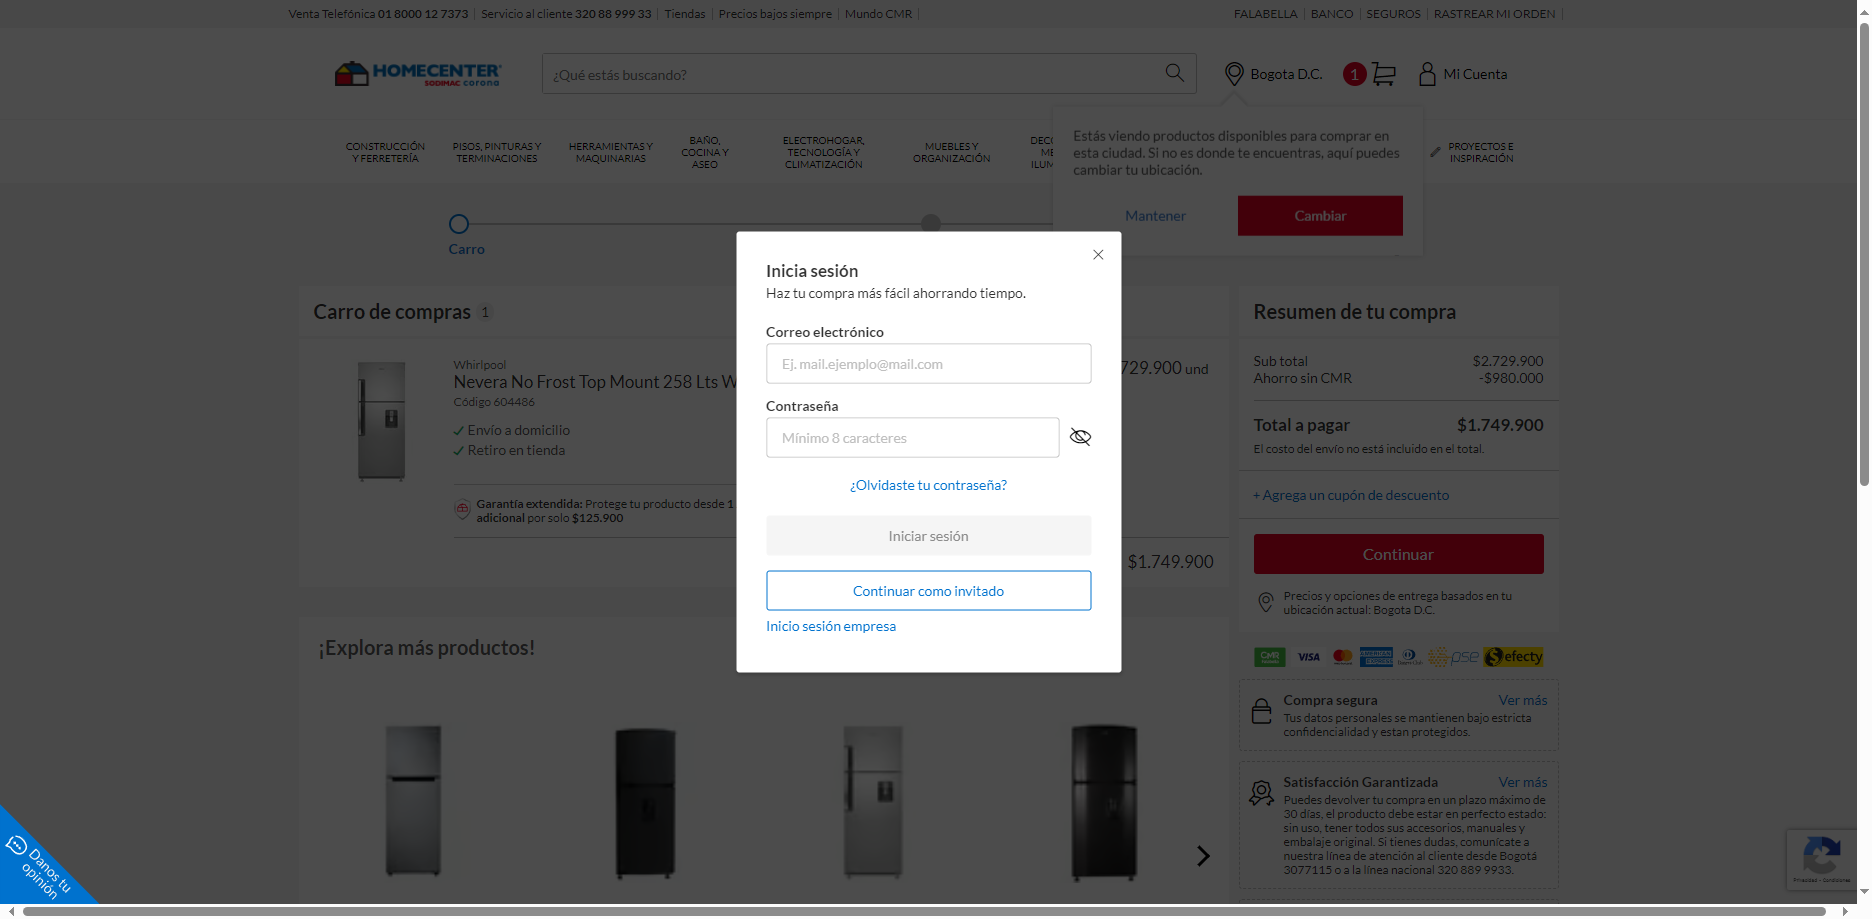 Venta Telefónica 01 8000 12 7373 Servicio al cliente 320 88 999 33 Tiendas Precios bajos siempre Mundo CMR
FALABELLA BANCO SEGUROS RASTREAR MI ORDEN
HOMECENTER
SODIMAC corona
¿Qué estás buscando?
Bogota D.C.
1
Mi Cuenta
CONSTRUCCIÓN
Y FERRETERÍA
PISOS, PINTURAS Y
TERMINACIONES
HERRAMIENTAS Y
MAQUINARIAS
BAÑO,
COCINA Y
ASEO
ELECTROHOGAR,
TECNOLOGÍA Y
CLIMATIZACIÓN
MUEBLES Y
ORGANIZACIÓN
PROYECTOS E
INSPIRACIÓN
Estás viendo productos disponibles para comprar en
esta ciudad. Si no es donde te encuentras, aquí puedes
cambiar tu ubicación.
Mantener
Cambiar
Carro
Inicia sesión
Haz tu compra más fácil ahorrando tiempo.
Correo electrónico
Ej. mail.ejemplo@mail.com
Contraseña
Mínimo 8 caracteres
¿Olvidaste tu contraseña?
Iniciar sesión
Continuar como invitado
Inicio sesión empresa
Carro de compras 1
Whirlpool
Nevera No Frost Top Mount 258 Lts W
Código 604486
Envío a domicilio
Retiro en tienda
729.900 und
Garantía extendida: Protege tu producto desde 1
adicional por solo $125.900
$1.749.900
Resumen de tu compra
Sub total $2.729.900
Ahorro sin CMR -$980.000
Total a pagar $1.749.900
El costo del envío no está incluido en el total.
+ Agrega un cupón de descuento
Continuar
Precios y opciones de entrega basados en tu
ubicación actual: Bogota D.C.
CMR VISA pse efecty
Compra segura Ver más
Tus datos personales se mantienen bajo estricta
confidencialidad y estan protegidos.
Satisfacción Garantizada Ver más
Puedes devolver tu compra en un plazo máximo de
30 días, el producto debe estar en perfecto estado:
sin uso, tener todos sus accesorios, manuales y
embalaje original. Si tienes dudas, comunícate a
nuestra línea de atención al cliente desde Bogotá
3077115 o a la línea nacional 320 889 9933.
¡Explora más productos!
Danos tu
opinión